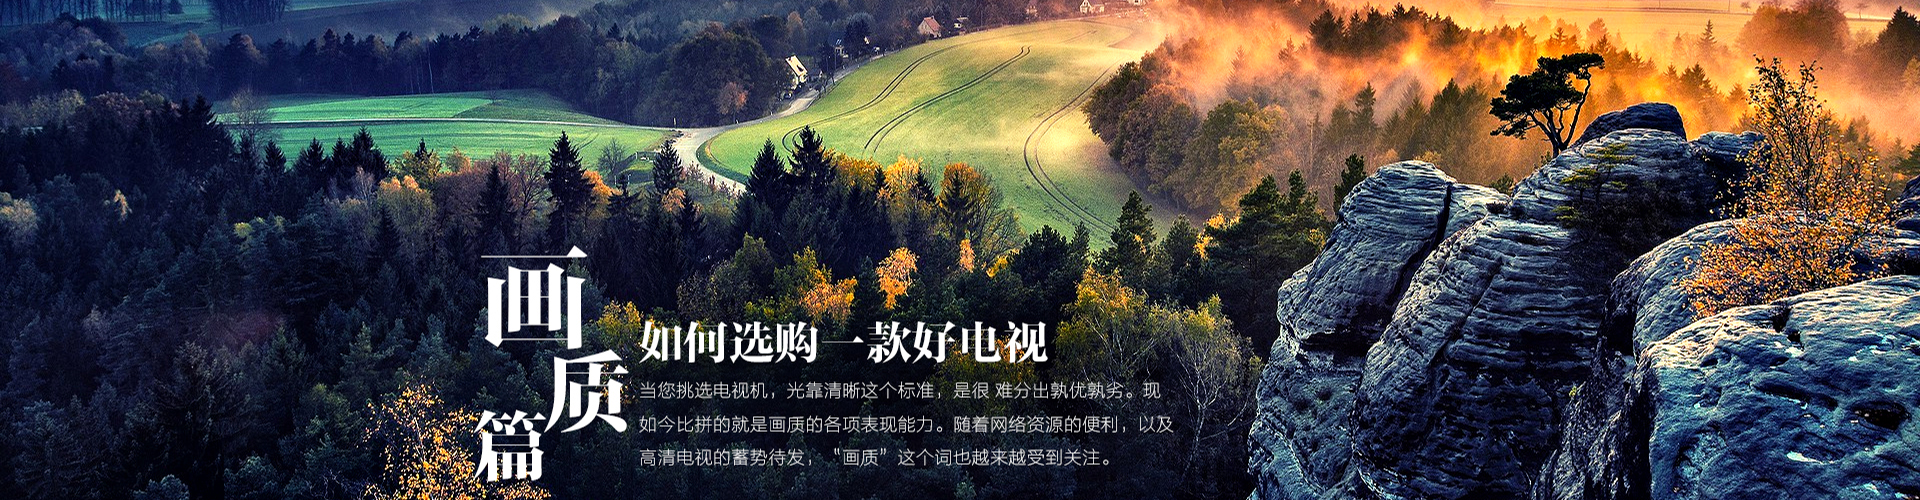 画质篇
如何选购一款好电视
当您挑选电视机，光靠清晰这个标准，是很 难分出孰优孰劣。现
如今比拼的就是画质的各项表现能力。随着网络资源的便利，以及
高清电视的蓄势待发，“画质”这个词也越来越受到关注。